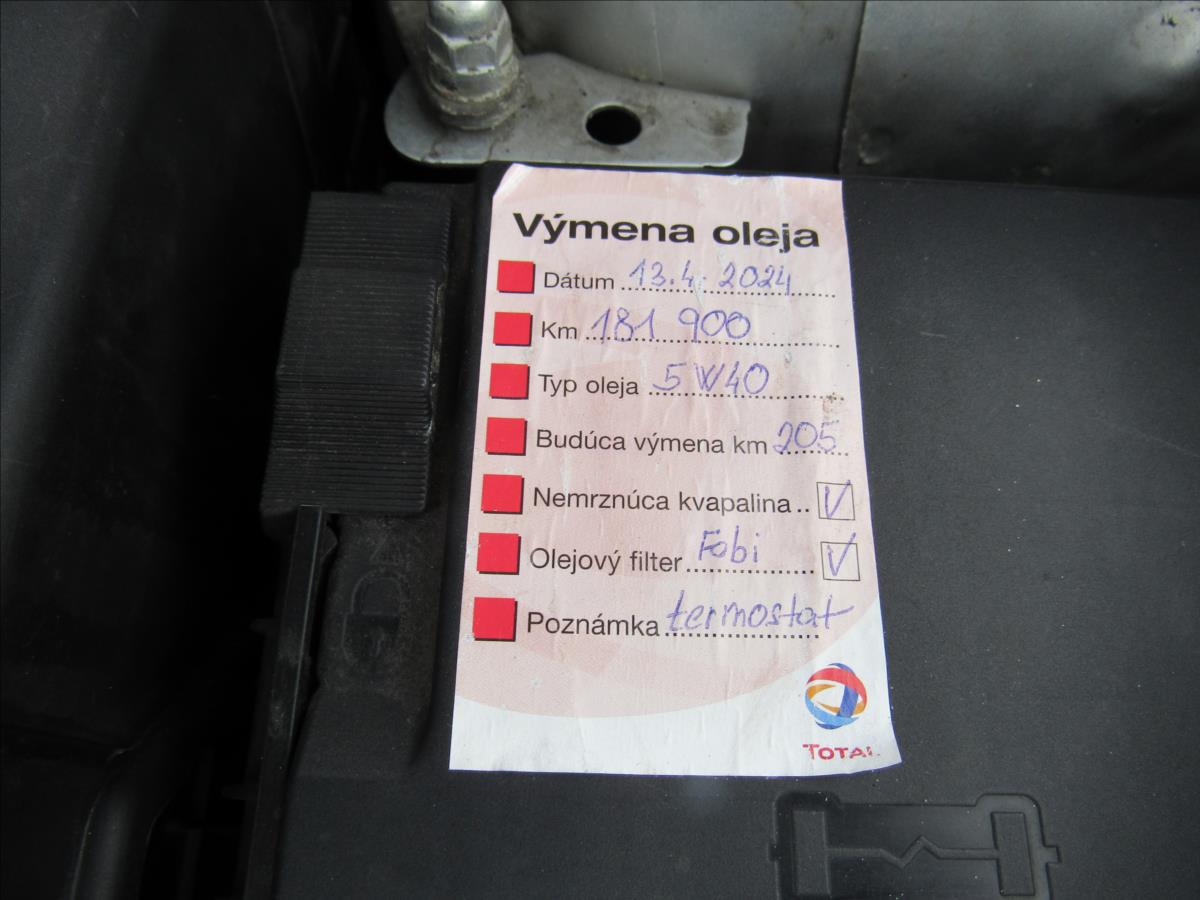 Výmena oleja
Dátum 13.4.2024
Km 181 900
Typ oleja 5W40
Budúca výmena km 205
Nemrznúca kvapalina.. V
Olejový filter Fobi V
Poznámka termostat
TOTAL